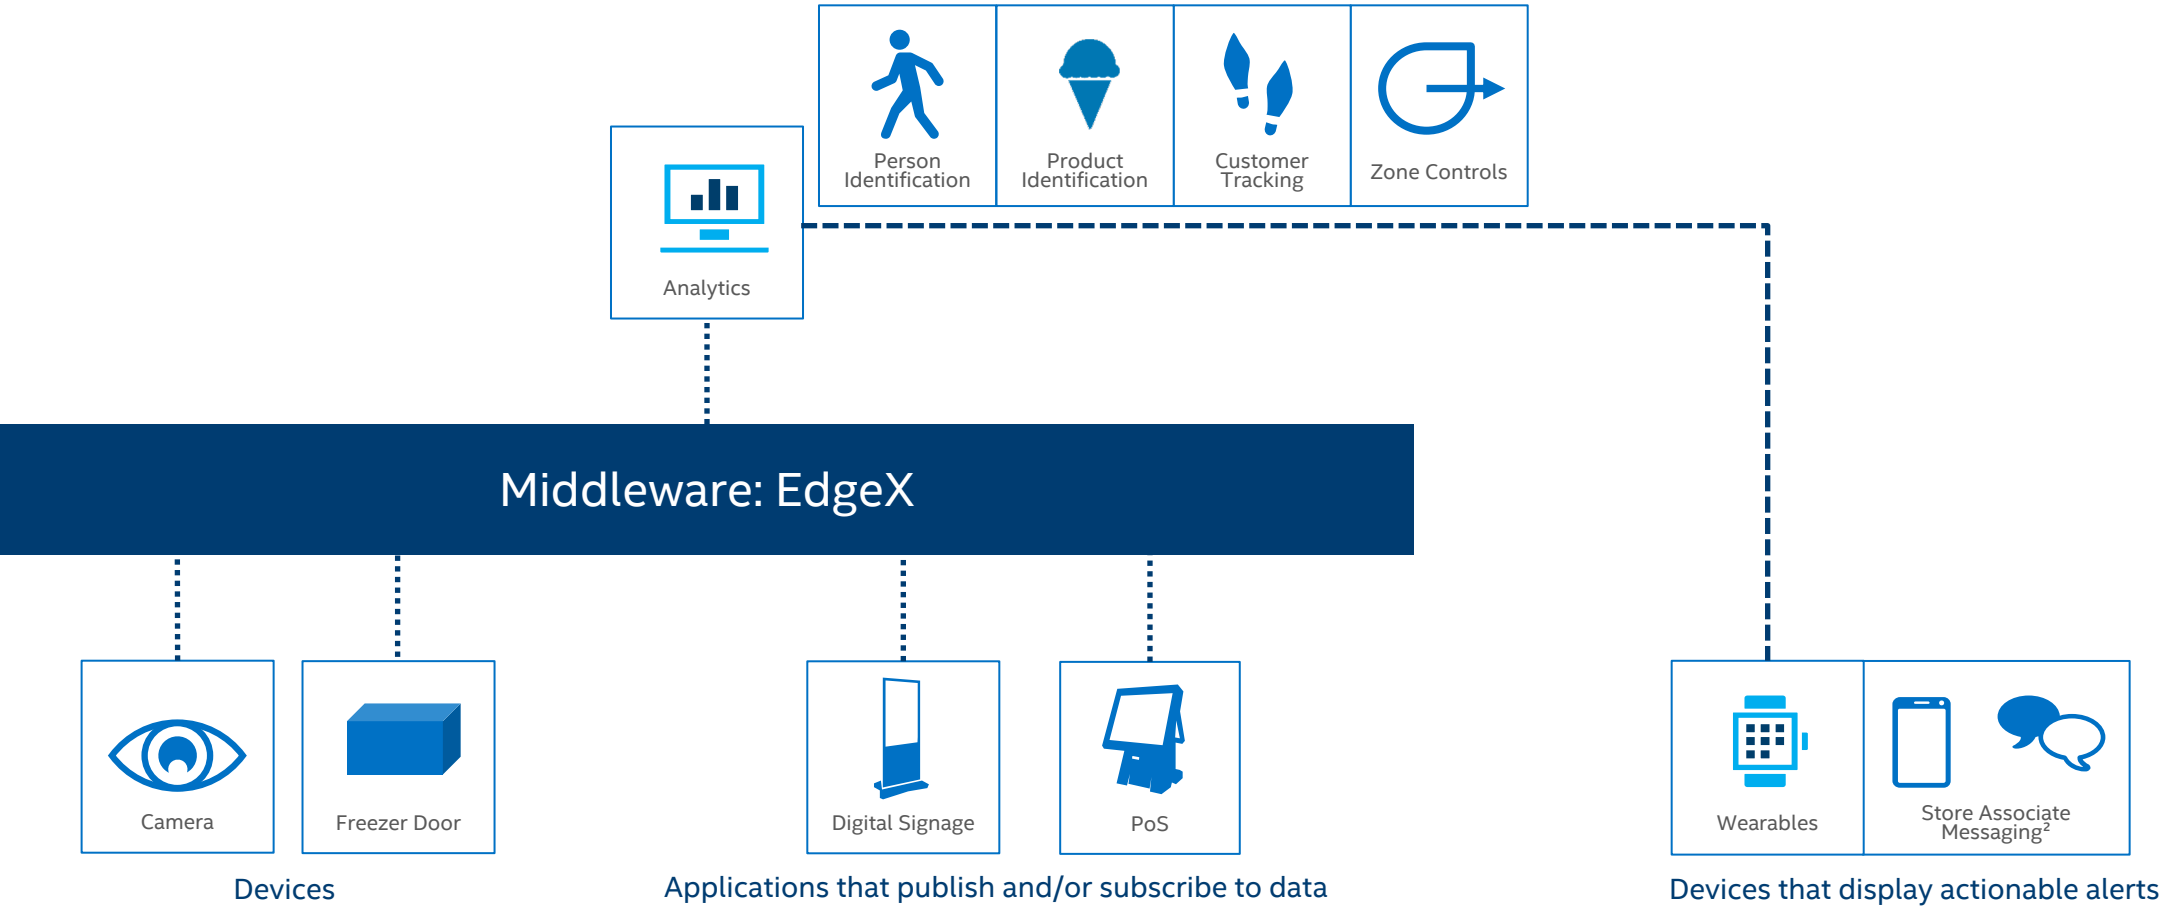 Person
Identification
Product
Identification
Customer
Tracking
Zone Controls
Analytics
Middleware: EdgeX
Camera
Freezer Door
Digital Signage
PoS
Wearables
Store Associate
Messaging²
Devices
Applications that publish and/or subscribe to data
Devices that display actionable alerts